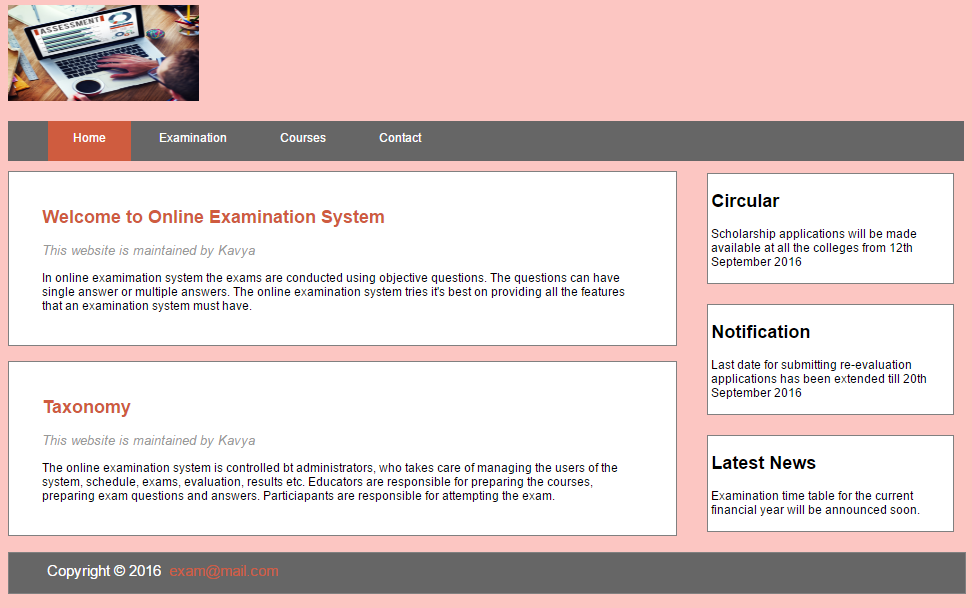 ASSESSMENT
Home Examination Courses Contact
Welcome to Online Examination System
This website is maintained by Kavya
In online examimation system the exams are conducted using objective questions. The questions can have
single answer or multiple answers. The online examination system tries it's best on providing all the features
that an examination system must have.
Taxonomy
This website is maintained by Kavya
The online examination system is controlled bt administrators, who takes care of managing the users of the
system, schedule, exams, evaluation, results etc. Educators are responsible for preparing the courses,
preparing exam questions and answers. Particiapants are responsible for attempting the exam.
Circular
Scholarship applications will be made
available at all the colleges from 12th
September 2016
Notification
Last date for submitting re-evaluation
applications has been extended till 20th
September 2016
Latest News
Examination time table for the current
financial year will be announced soon.
Copyright © 2016 exam@mail.com